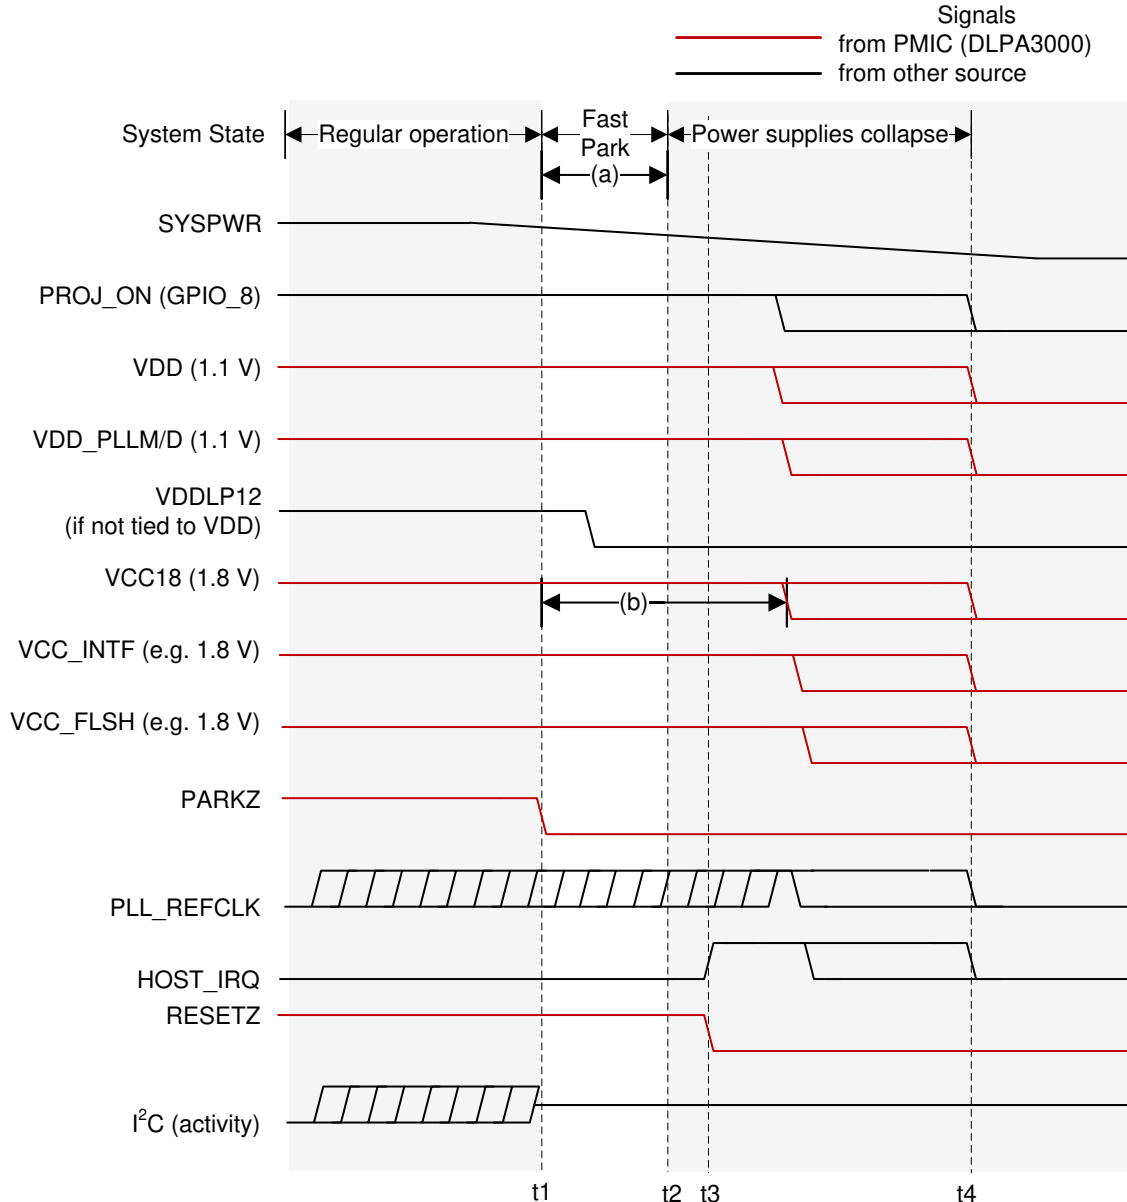 Signals
from PMIC (DLPA3000)
from other source
System State
Regular operation
Fast
Park
(a)
Power supplies collapse
SYSPWR
PROJ_ON (GPIO_8)
VDD (1.1 V)
VDD_PLLM/D (1.1 V)
VDDLP12
(if not tied to VDD)
VCC18 (1.8 V)
(b)
VCC_INTF (e.g. 1.8 V)
VCC_FLSH (e.g. 1.8 V)
PARKZ
PLL_REFCLK
HOST_IRQ
RESETZ
I²C (activity)
t1 t2 t3 t4